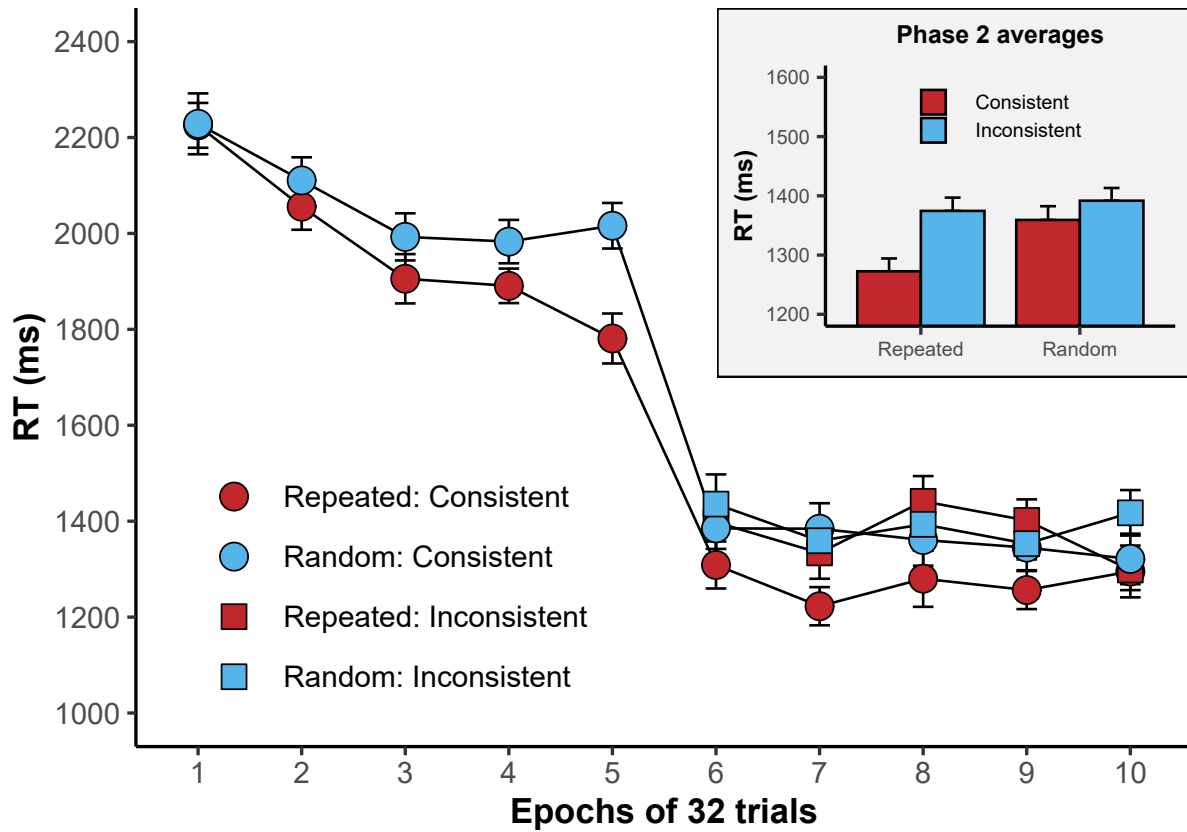 2400
2200
2000
1800
1600
1400
1200
1000
RT (ms)
Phase 2 averages
1600
1500
1400
1300
1200
RT (ms)
Consistent
Inconsistent
Repeated Random
Repeated: Consistent
Random: Consistent
Repeated: Inconsistent
Random: Inconsistent
1 2 3 4 5 6 7 8 9 10
Epochs of 32 trials